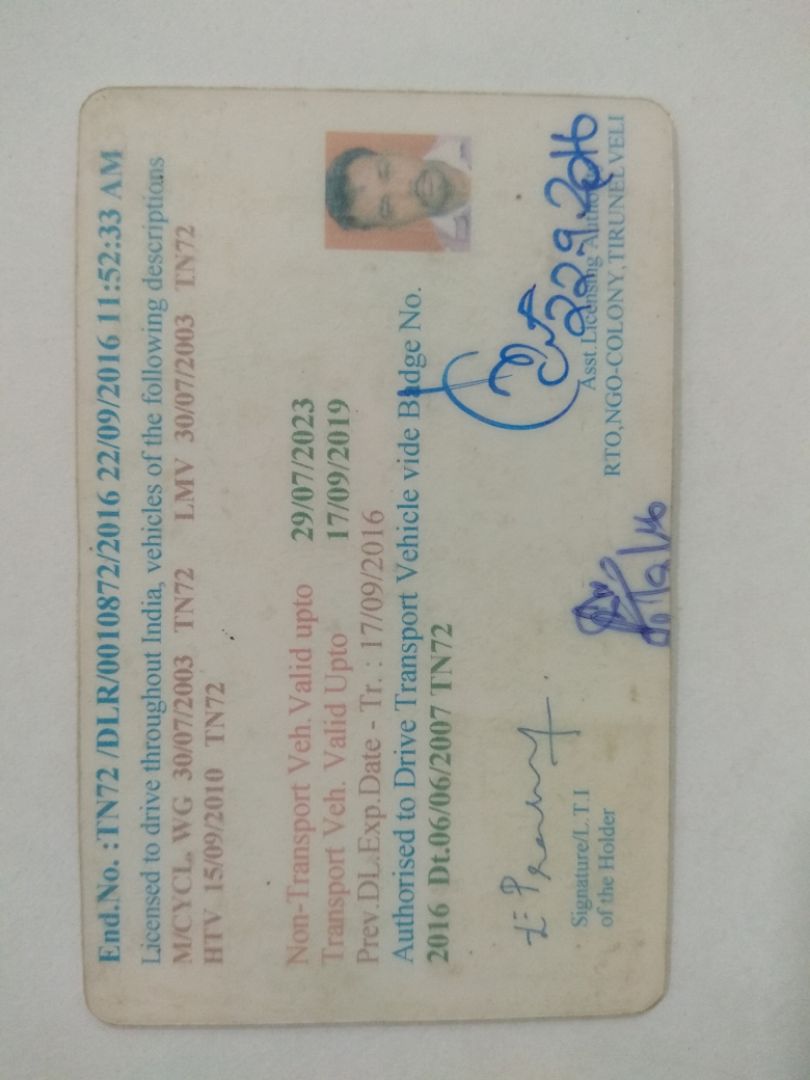 End.No. :TN72 /DLR/0010872/2016 22/09/2016 11:52:33 AM
Licensed to drive throughout India, vehicles of the following descriptions
M/CYCL. WG 30/07/2003 TN72 LMV 30/07/2003 TN72
HTV 15/09/2010 TN72
Non-Transport Veh.Valid upto 29/07/2023
Transport Veh. Valid Upto 17/09/2019
Prev.DL.Exp.Date - Tr. : 17/09/2016
Authorised to Drive Transport Vehicle vide Badge No.
2016 Dt.06/06/2007 TN72
22.9.2016
Signature/L.T.I
of the Holder
Asst.Licensing Authority
RTO,NGO-COLONY,TIRUNELVELI